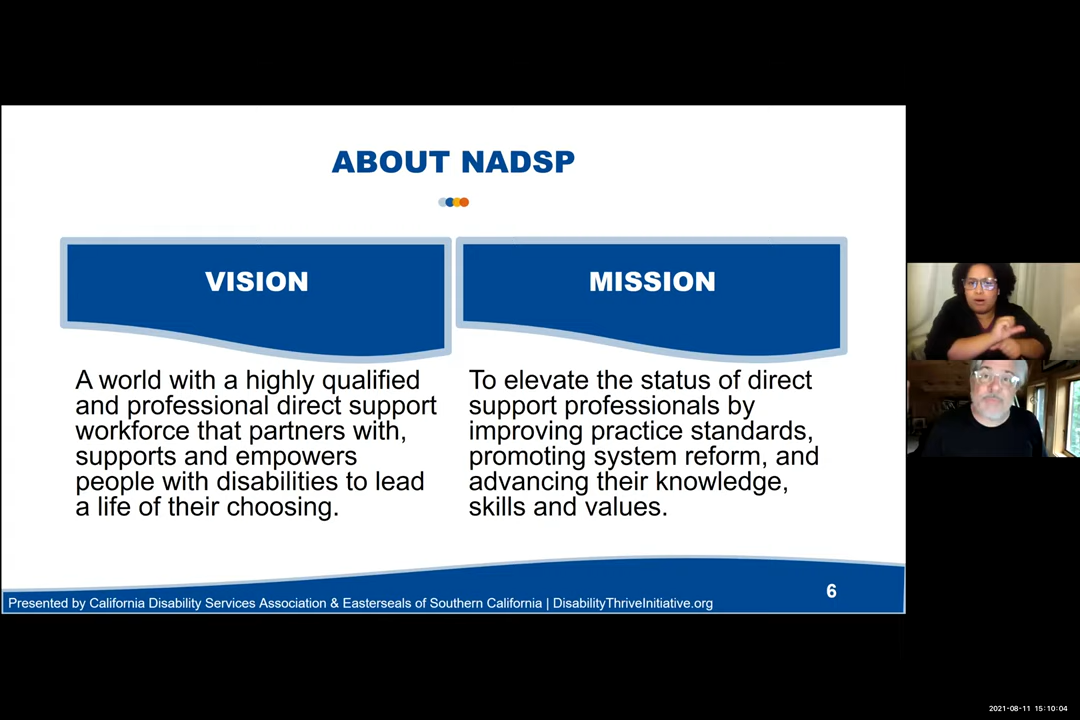 ABOUT NADSP
VISION
A world with a highly qualified
and professional direct support
workforce that partners with,
supports and empowers
people with disabilities to lead
a life of their choosing.
MISSION
To elevate the status of direct
support professionals by
improving practice standards,
promoting system reform, and
advancing their knowledge,
skills and values.
Presented by California Disability Services Association & Easterseals of Southern California | DisabilityThriveInitiative.org
6
2021-08-11 15:10:04